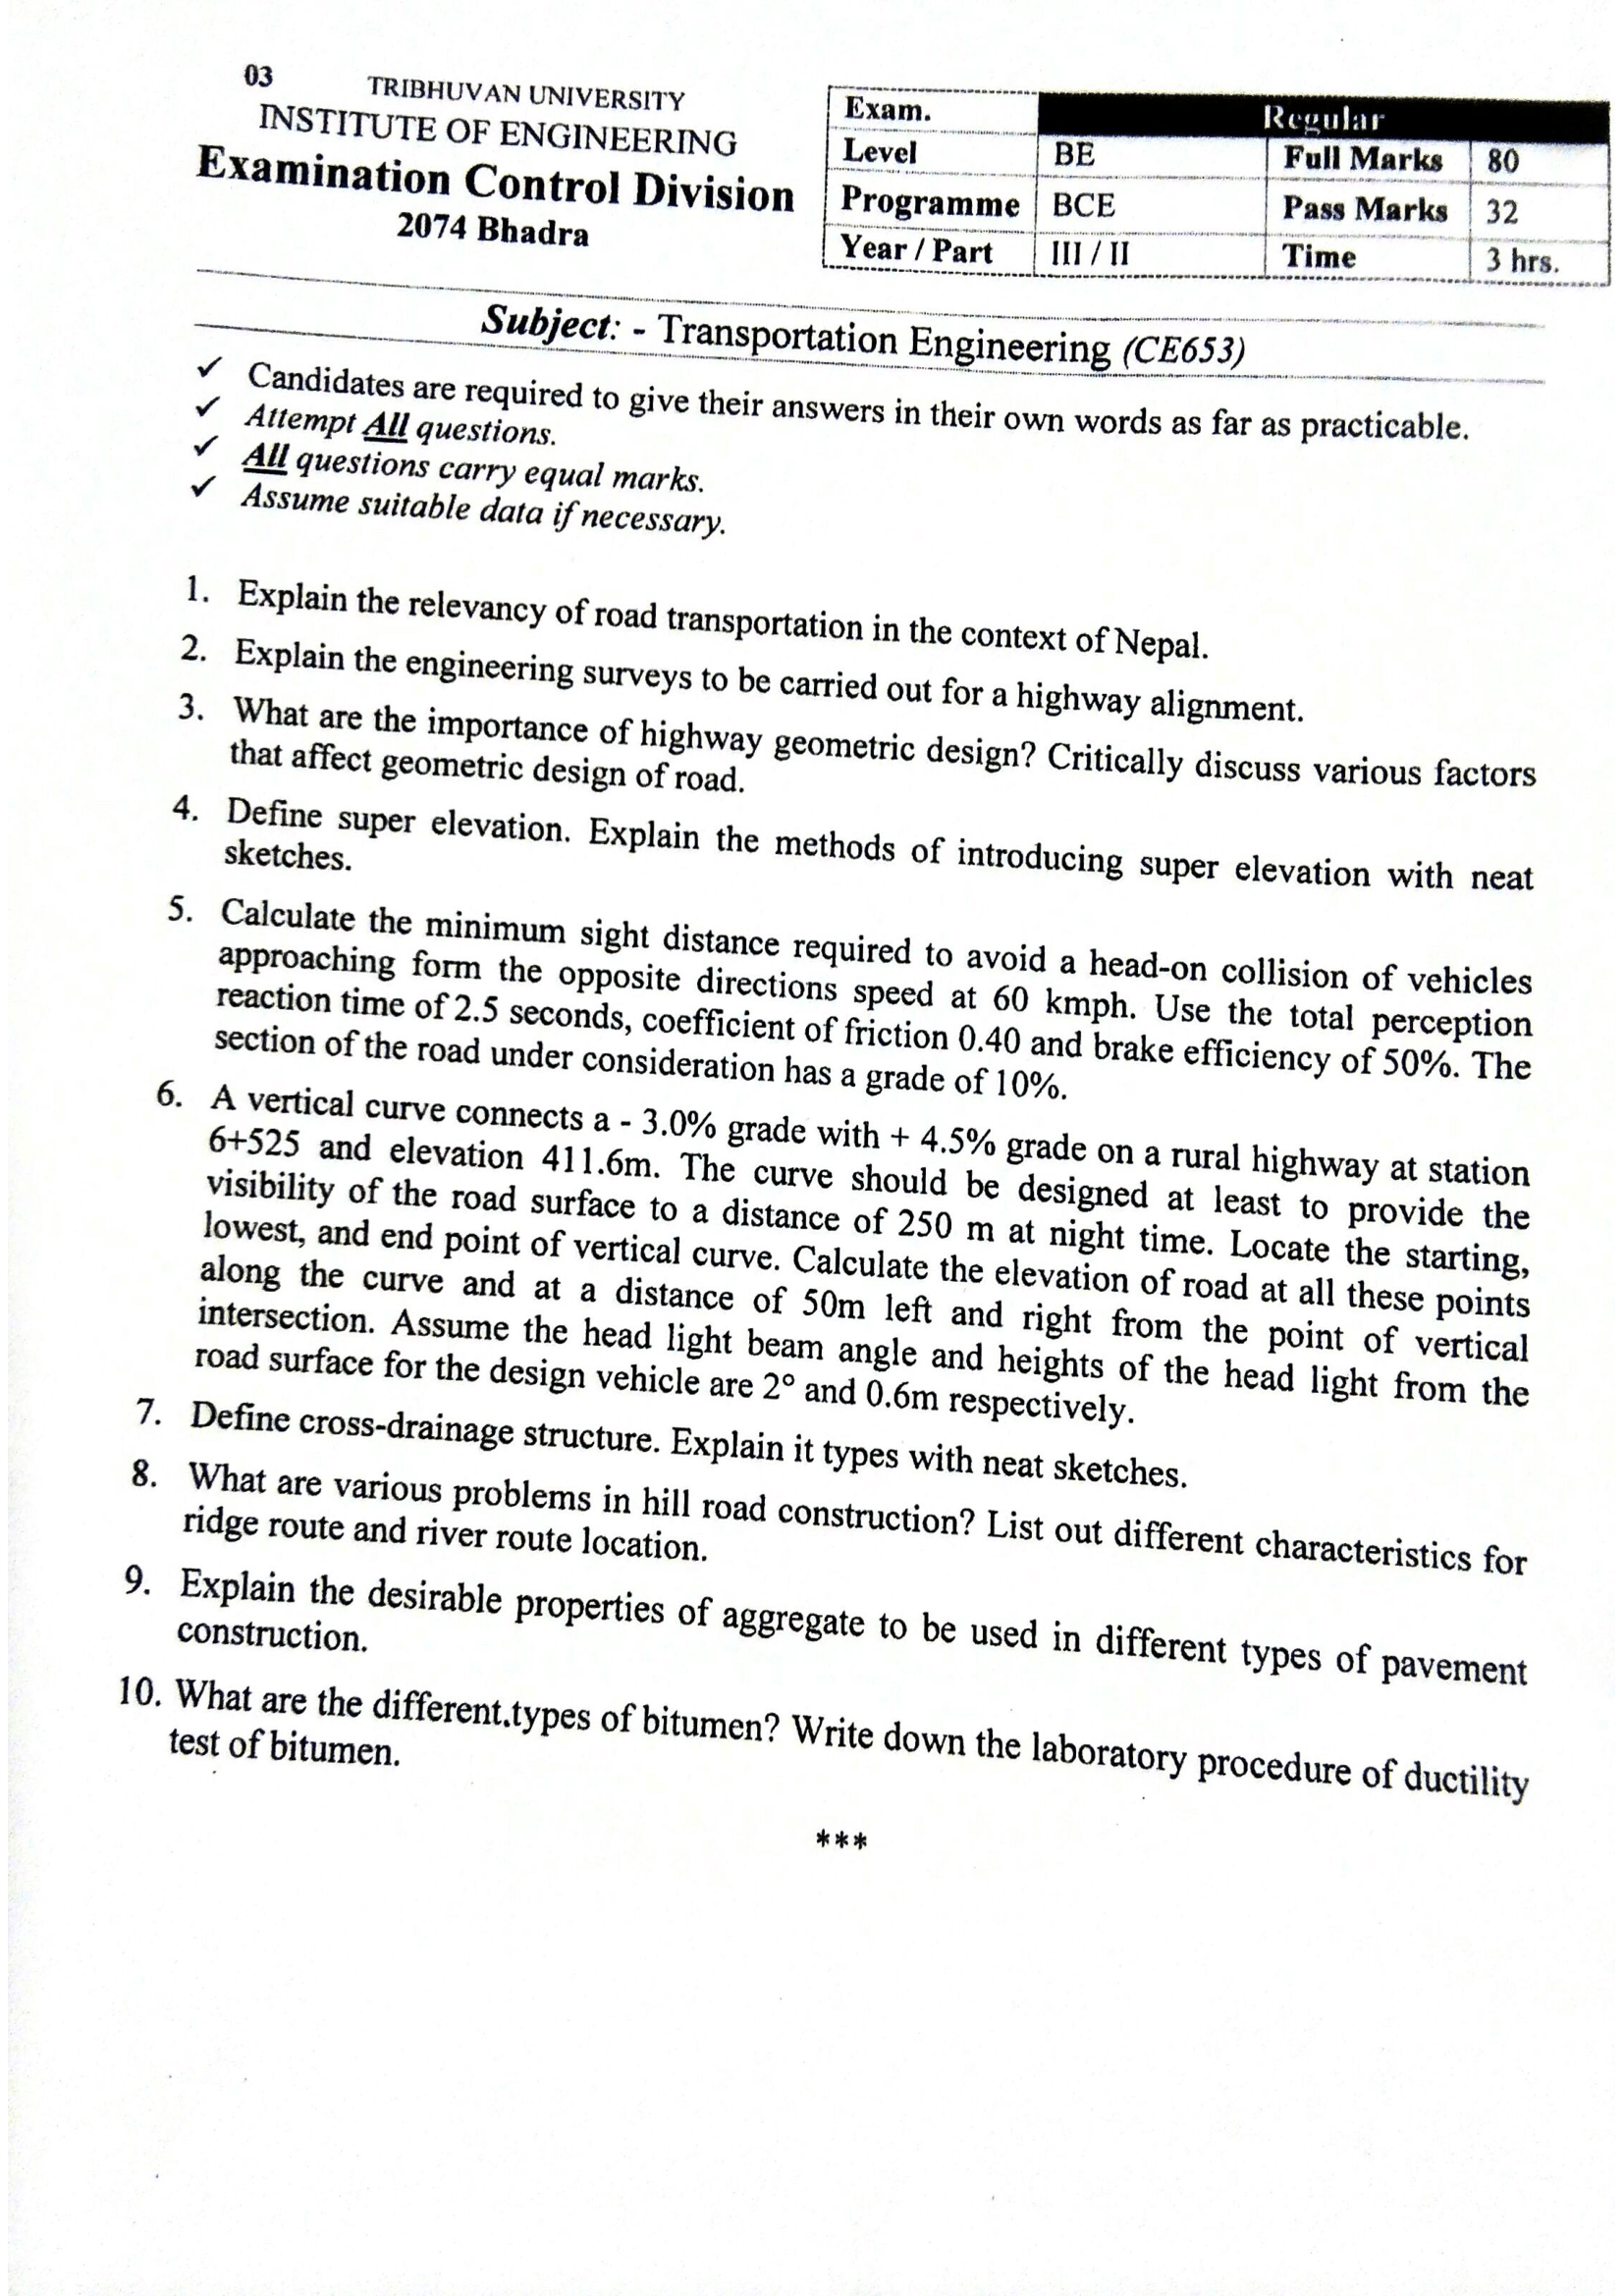 03
TRIBHUVAN UNIVERSITY
INSTITUTE OF ENGINEERING
Examination Control Division
2074 Bhadra
Exam. Regular
Level BE Full Marks 80
Programme BCE Pass Marks 32
Year / Part III / II Time 3 hrs.
Subject: - Transportation Engineering (CE653)
✓ Candidates are required to give their answers in their own words as far as practicable.
✓ Attempt All questions.
✓ All questions carry equal marks.
✓ Assume suitable data if necessary.
1. Explain the relevancy of road transportation in the context of Nepal.
2. Explain the engineering surveys to be carried out for a highway alignment.
3. What are the importance of highway geometric design? Critically discuss various factors
that affect geometric design of road.
4. Define super elevation. Explain the methods of introducing super elevation with neat
sketches.
5. Calculate the minimum sight distance required to avoid a head-on collision of vehicles
approaching form the opposite directions speed at 60 kmph. Use the total perception
reaction time of 2.5 seconds, coefficient of friction 0.40 and brake efficiency of 50%. The
section of the road under consideration has a grade of 10%.
6. A vertical curve connects a - 3.0% grade with + 4.5% grade on a rural highway at station
6+525 and elevation 411.6m. The curve should be designed at least to provide the
visibility of the road surface to a distance of 250 m at night time. Locate the starting,
lowest, and end point of vertical curve. Calculate the elevation of road at all these points
along the curve and at a distance of 50m left and right from the point of vertical
intersection. Assume the head light beam angle and heights of the head light from the
road surface for the design vehicle are 2° and 0.6m respectively.
7. Define cross-drainage structure. Explain it types with neat sketches.
8. What are various problems in hill road construction? List out different characteristics for
ridge route and river route location.
9. Explain the desirable properties of aggregate to be used in different types of pavement
construction.
10. What are the different.types of bitumen? Write down the laboratory procedure of ductility
test of bitumen.
***